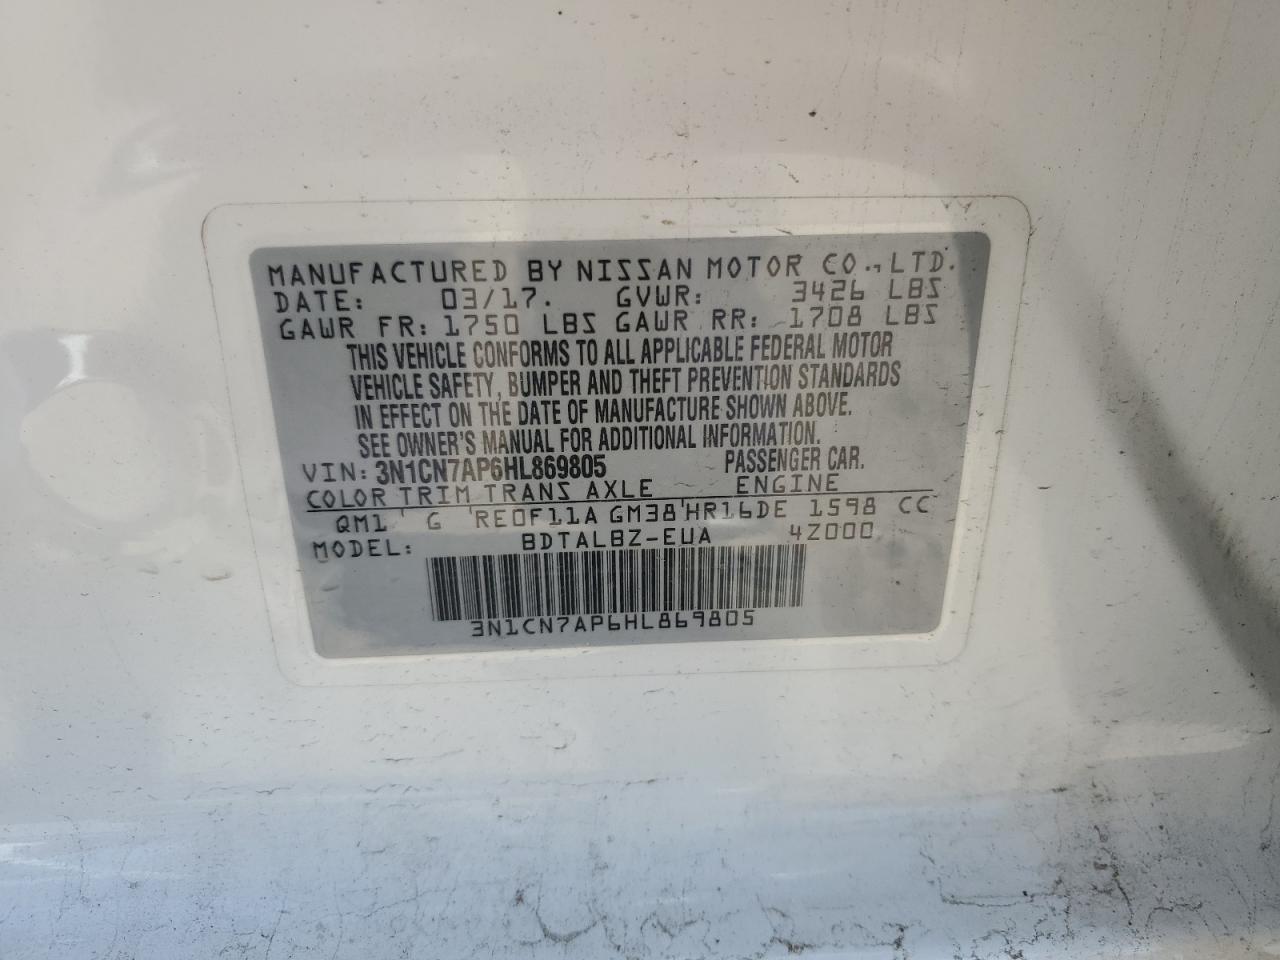 MANUFACTURED BY NISSAN MOTOR CO., LTD.
DATE: 03/17. GVWR: 3426 LBS
GAWR FR: 1750 LBS GAWR RR: 1708 LBS
THIS VEHICLE CONFORMS TO ALL APPLICABLE FEDERAL MOTOR
VEHICLE SAFETY, BUMPER AND THEFT PREVENTION STANDARDS
IN EFFECT ON THE DATE OF MANUFACTURE SHOWN ABOVE.
SEE OWNER'S MANUAL FOR ADDITIONAL INFORMATION.
VIN: 3N1CN7AP6HL869805 PASSENGER CAR.
COLOR TRIM TRANS AXLE ENGINE
QM1 ' G ' RE0F11A GM38 ' HR16DE 1598 CC
MODEL: BDTALBZ-EUA 4Z000
3N1CN7AP6HL869805